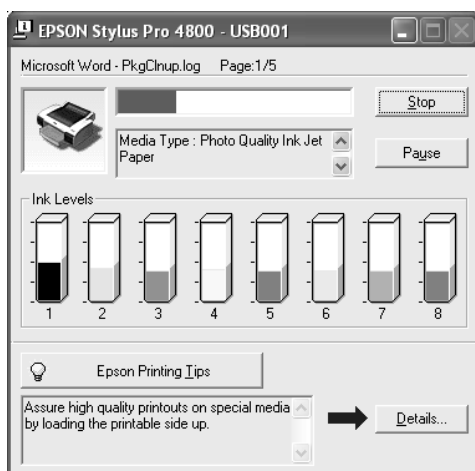 EPSON Stylus Pro 4800 - USB001
Microsoft Word - PkgClnup.log Page:1/5
Stop
Media Type : Photo Quality Ink Jet
Paper
Pause
Ink Levels
1 2 3 4 5 6 7 8
Epson Printing Tips
Assure high quality printouts on special media
by loading the printable side up.
Details...